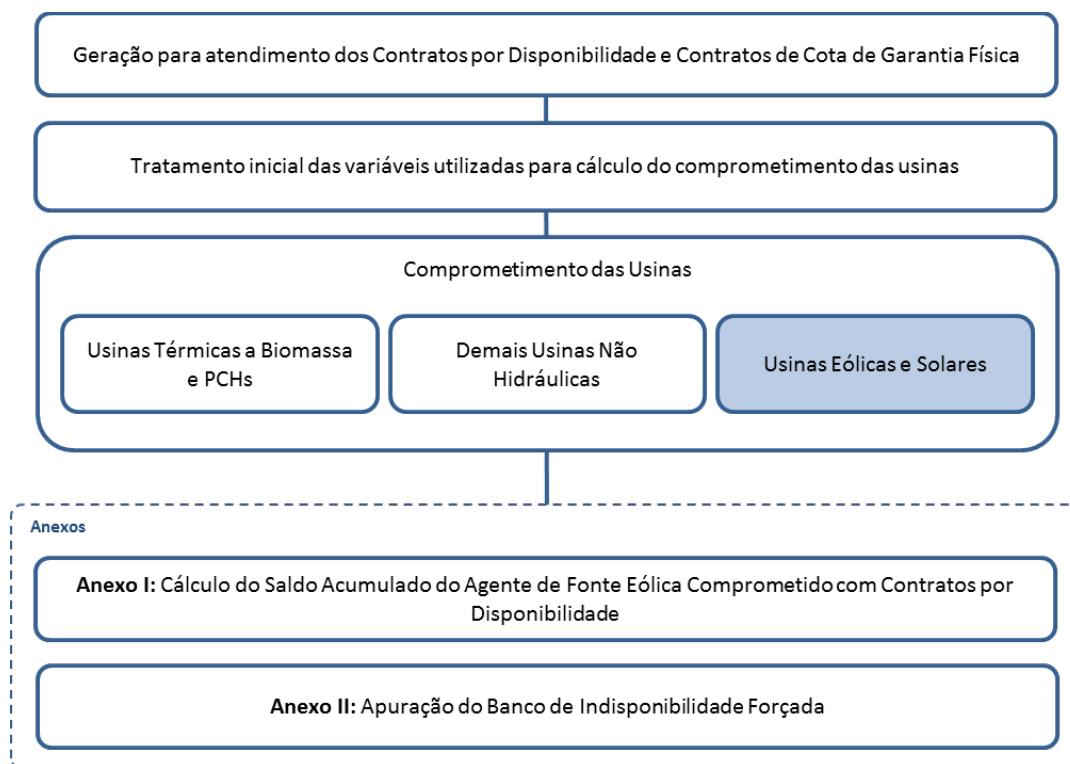 Geração para atendimento dos Contratos por Disponibilidade e Contratos de Cota de Garantia Física
Tratamento inicial das variáveis utilizadas para cálculo do comprometimento das usinas
Comprometimento das Usinas
Usinas Térmicas a Biomassa
e PCHs
Demais Usinas Não
Hidráulicas
Usinas Eólicas e Solares
Anexos
Anexo I: Cálculo do Saldo Acumulado do Agente de Fonte Eólica Comprometido com Contratos por
Disponibilidade
Anexo II: Apuração do Banco de Indisponibilidade Forçada